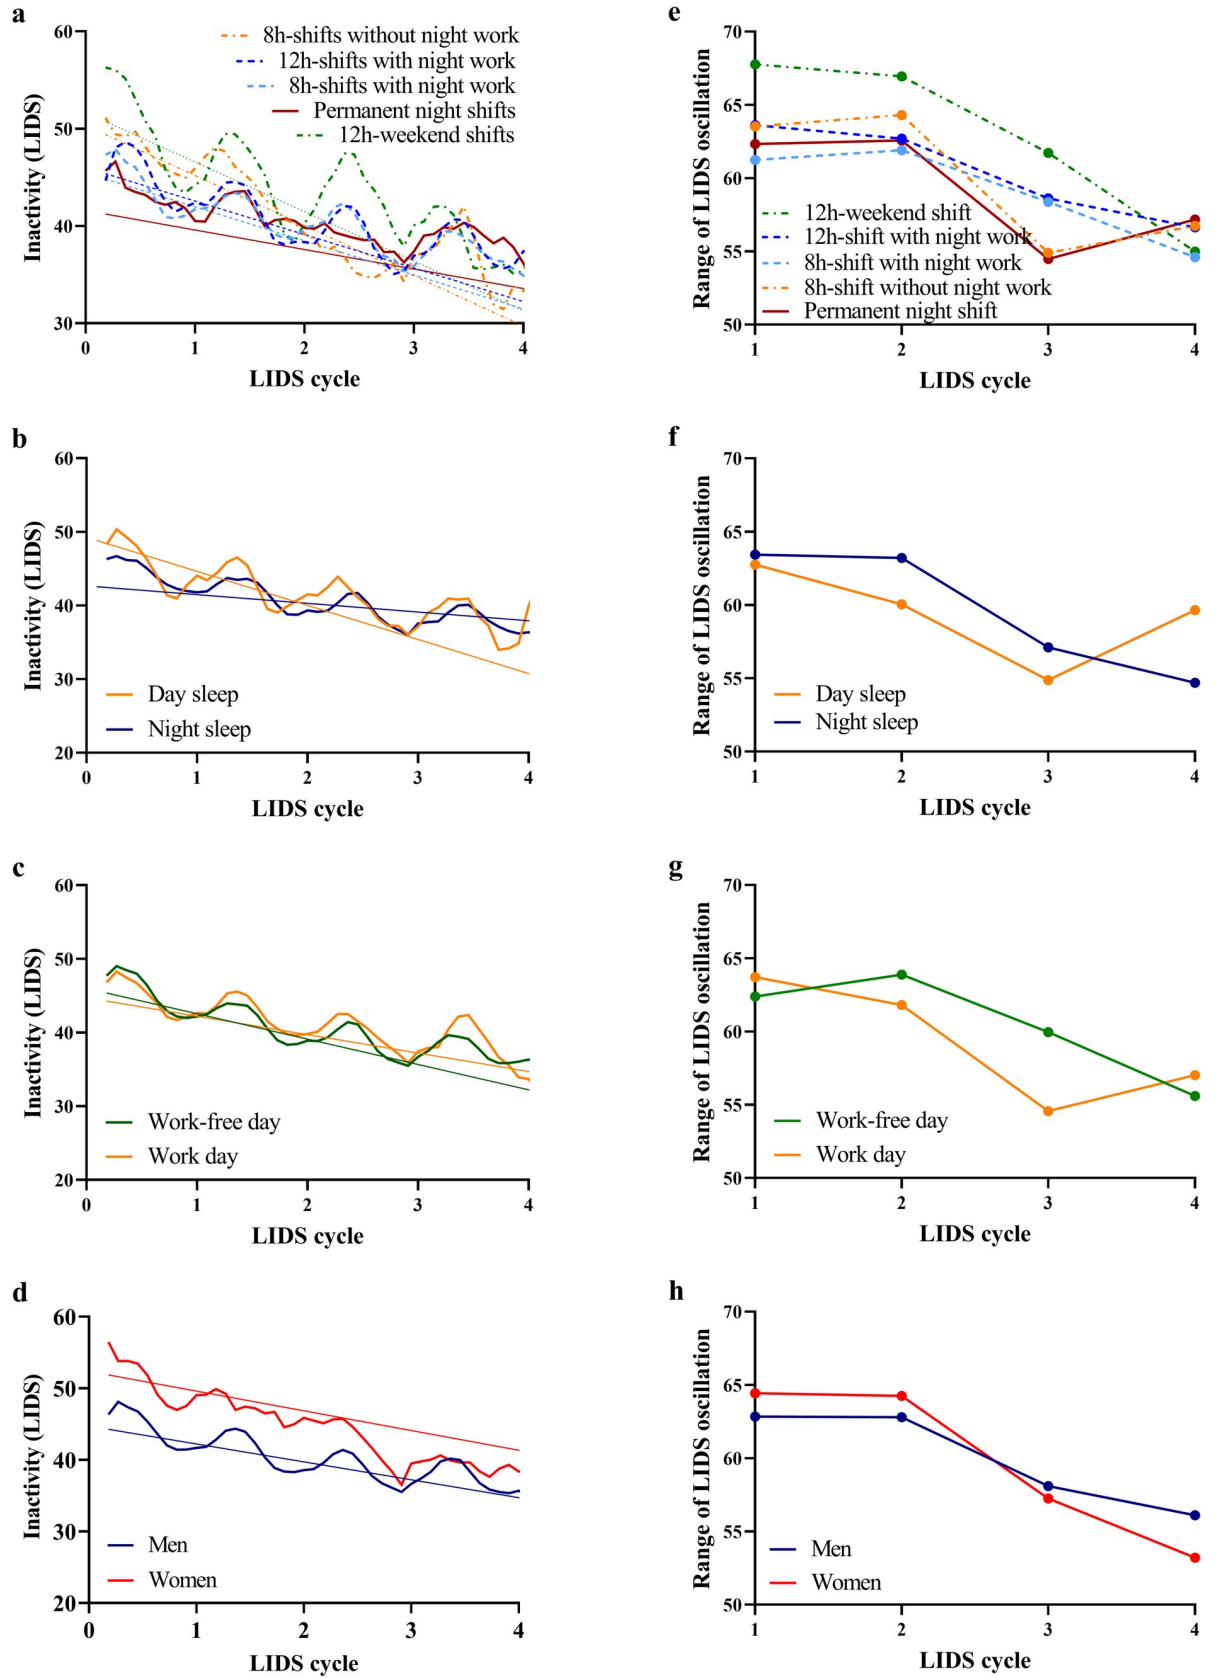 a
60
50
40
30
Inactivity (LIDS)
8h-shifts without night work
12h-shifts with night work
8h-shifts with night work
Permanent night shifts
12h-weekend shifts
0 1 2 3 4
LIDS cycle
e
70
65
60
55
50
Range of LIDS oscillation
12h-weekend shift
12h-shift with night work
8h-shift with night work
8h-shift without night work
Permanent night shift
1 2 3 4
LIDS cycle
b
60
50
40
30
20
Inactivity (LIDS)
Day sleep
Night sleep
0 1 2 3 4
LIDS cycle
f
70
65
60
55
50
Range of LIDS oscillation
Day sleep
Night sleep
1 2 3 4
LIDS cycle
c
60
50
40
30
20
Inactivity (LIDS)
Work-free day
Work day
0 1 2 3 4
LIDS cycle
g
70
65
60
55
50
Range of LIDS oscillation
Work-free day
Work day
1 2 3 4
LIDS cycle
d
60
50
40
30
20
Inactivity (LIDS)
Men
Women
0 1 2 3 4
LIDS cycle
h
70
65
60
55
50
Range of LIDS oscillation
Men
Women
1 2 3 4
LIDS cycle